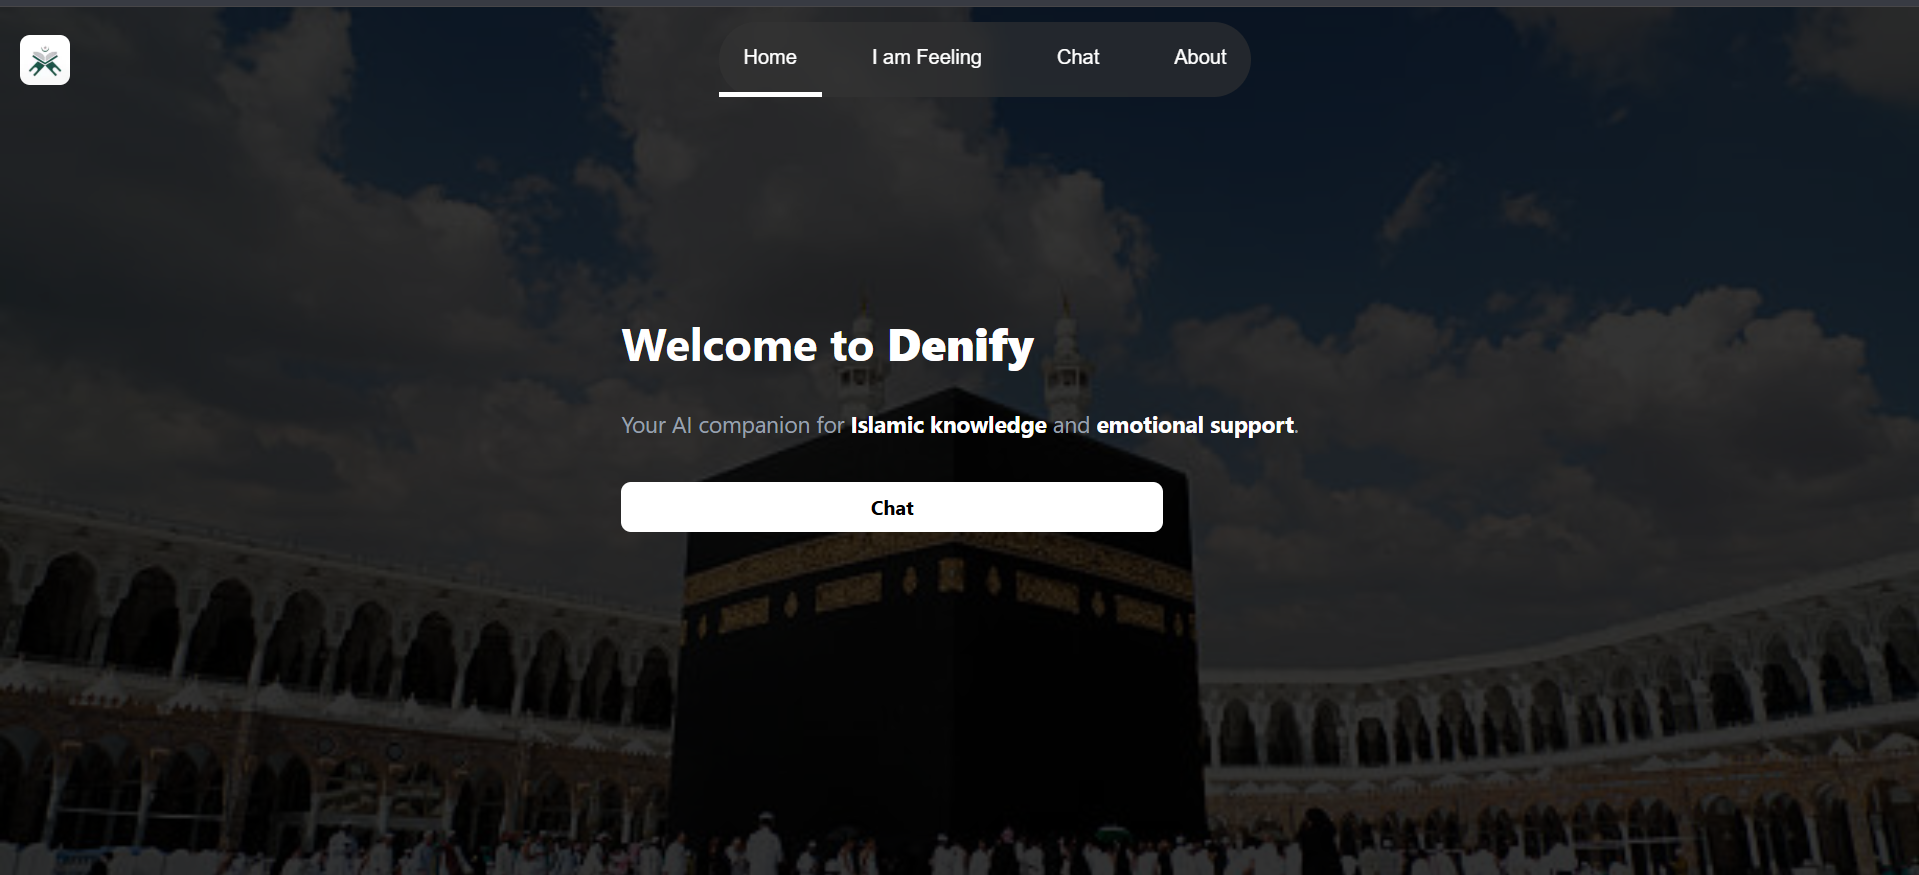 Home
I am Feeling
Chat
About
Welcome to Denify
Your AI companion for Islamic knowledge and emotional support.
Chat